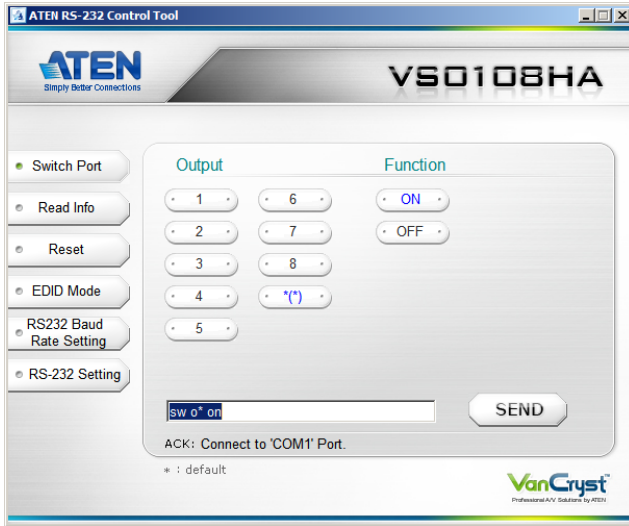 ATEN RS-232 Control Tool
ATEN
Simply Better Connections
VS0108HA
Switch Port
Read Info
Reset
EDID Mode
RS232 Baud
Rate Setting
RS-232 Setting
Output
Function
1
6
ON
2
7
OFF
3
8
4
*(*)
5
sw o* on
SEND
ACK: Connect to 'COM1' Port.
* : default
VanCryst™
Professional A/V Solutions by ATEN